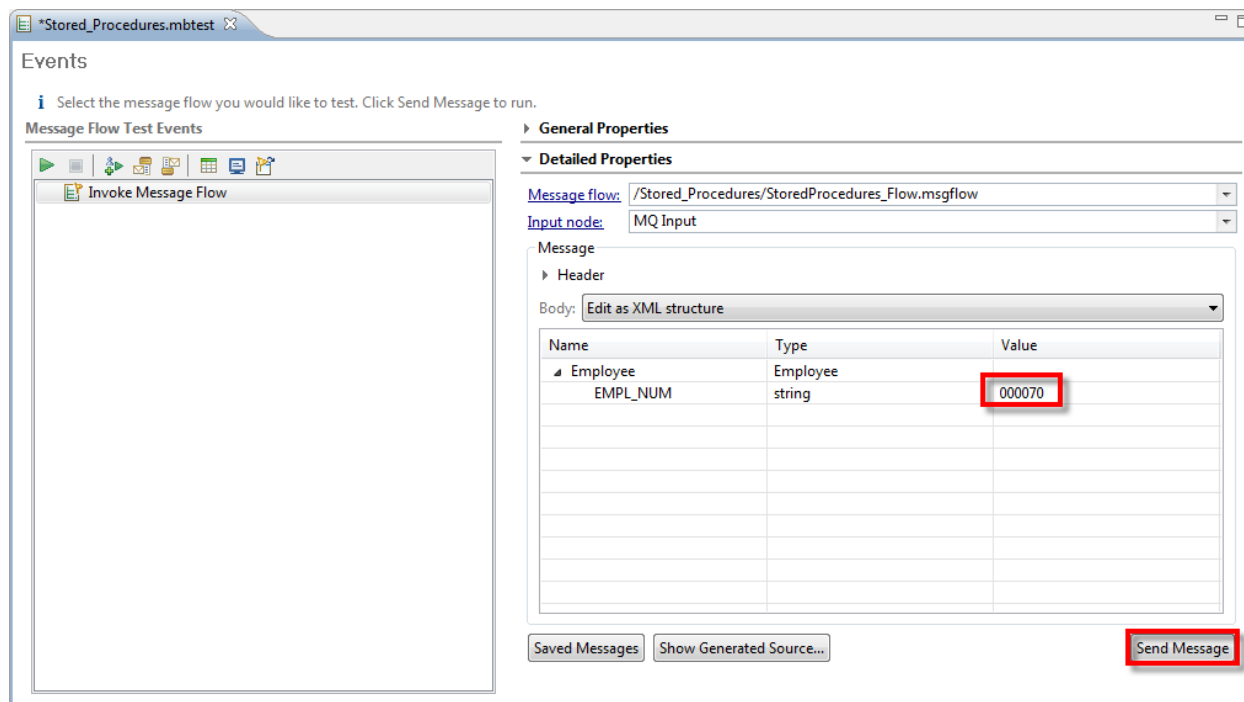 *Stored_Procedures.mbtest
Events
i Select the message flow you would like to test. Click Send Message to run.
Message Flow Test Events
Invoke Message Flow
General Properties
Detailed Properties
Message flow: /Stored_Procedures/StoredProcedures_Flow.msgflow
Input node: MQ Input
Message
Header
Body: Edit as XML structure
Name Type Value
Employee Employee
EMPL_NUM string 000070
Saved Messages Show Generated Source... Send Message